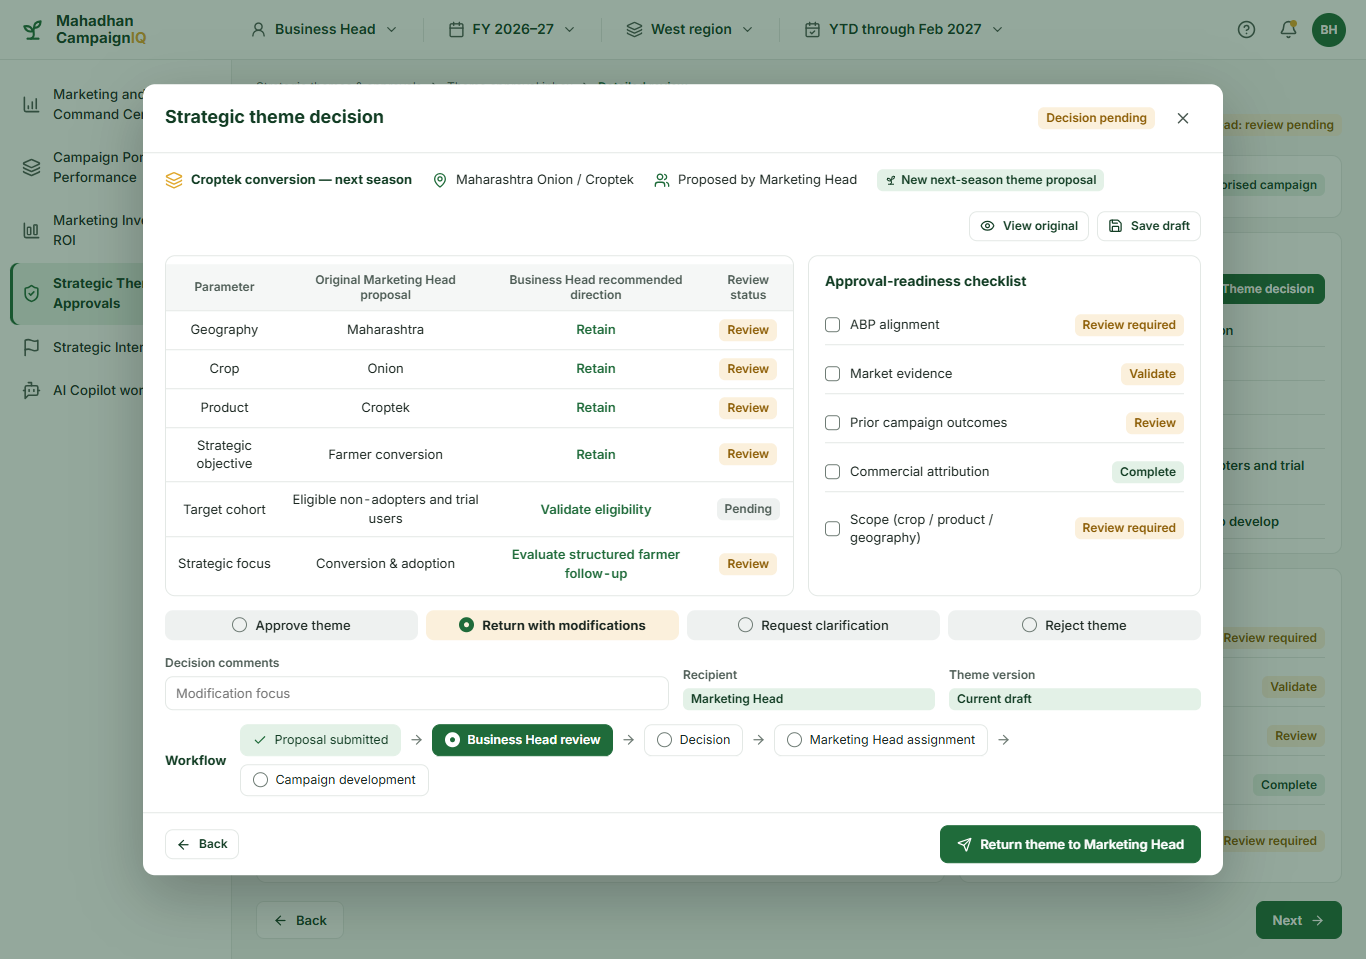 Mahadhan
CampaignIQ
Business Head
FY 2026–27
West region
YTD through Feb 2027
BH
Marketing and
Command Cen
Campaign Por
Performance
Marketing Inve
ROI
Strategic Ther
Approvals
Strategic Inter
AI Copilot wor
ad: review pending
orised campaign
Theme decision
oters and trial
o develop
Review required
Validate
Review
Complete
Review required
Back
Next
Strategic theme decision
Decision pending
Croptek conversion — next season
Maharashtra Onion / Croptek
Proposed by Marketing Head
New next-season theme proposal
View original
Save draft
Parameter
Original Marketing Head
proposal
Business Head recommended
direction
Review
status
Geography
Maharashtra
Retain
Review
Crop
Onion
Retain
Review
Product
Croptek
Retain
Review
Strategic
objective
Farmer conversion
Retain
Review
Target cohort
Eligible non-adopters and trial
users
Validate eligibility
Pending
Strategic focus
Conversion & adoption
Evaluate structured farmer
follow-up
Review
Approval-readiness checklist
ABP alignment
Review required
Market evidence
Validate
Prior campaign outcomes
Review
Commercial attribution
Complete
Scope (crop / product /
geography)
Review required
Approve theme
Return with modifications
Request clarification
Reject theme
Decision comments
Modification focus
Recipient
Marketing Head
Theme version
Current draft
Workflow
Proposal submitted
Business Head review
Decision
Marketing Head assignment
Campaign development
Back
Return theme to Marketing Head